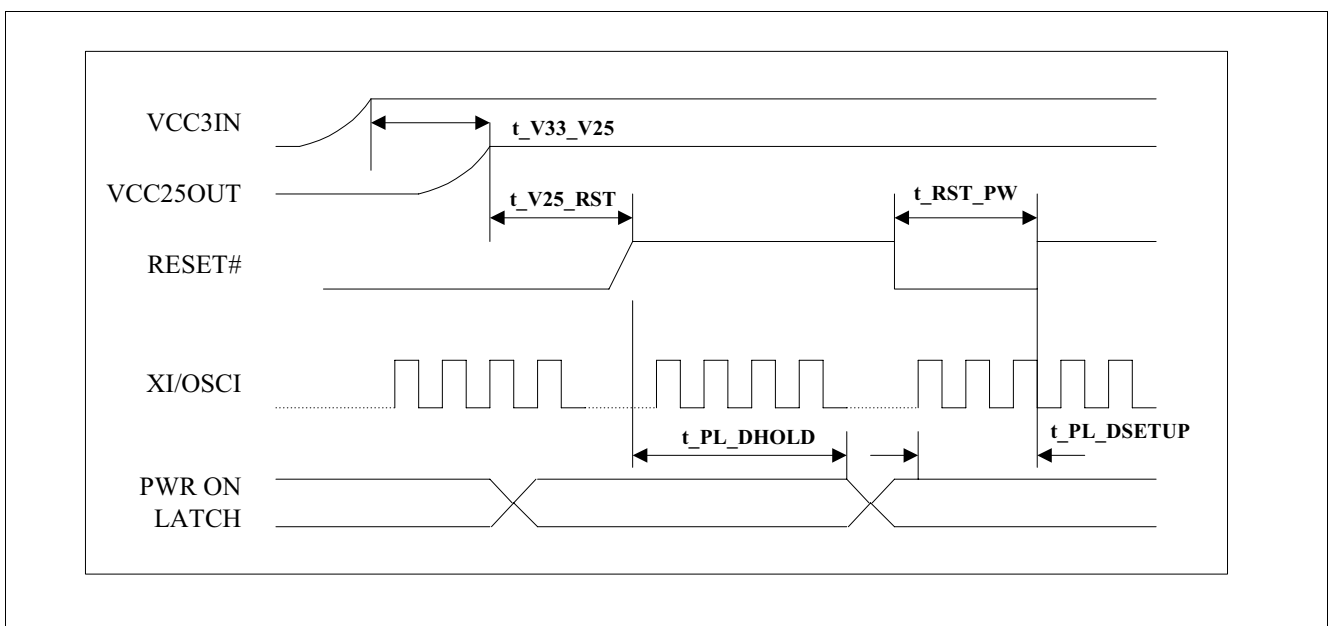 VCC3IN
t_V33_V25
VCC25OUT
t_V25_RST
t_RST_PW
RESET#
XI/OSCI
t_PL_DHOLD
t_PL_DSETUP
PWR ON
LATCH